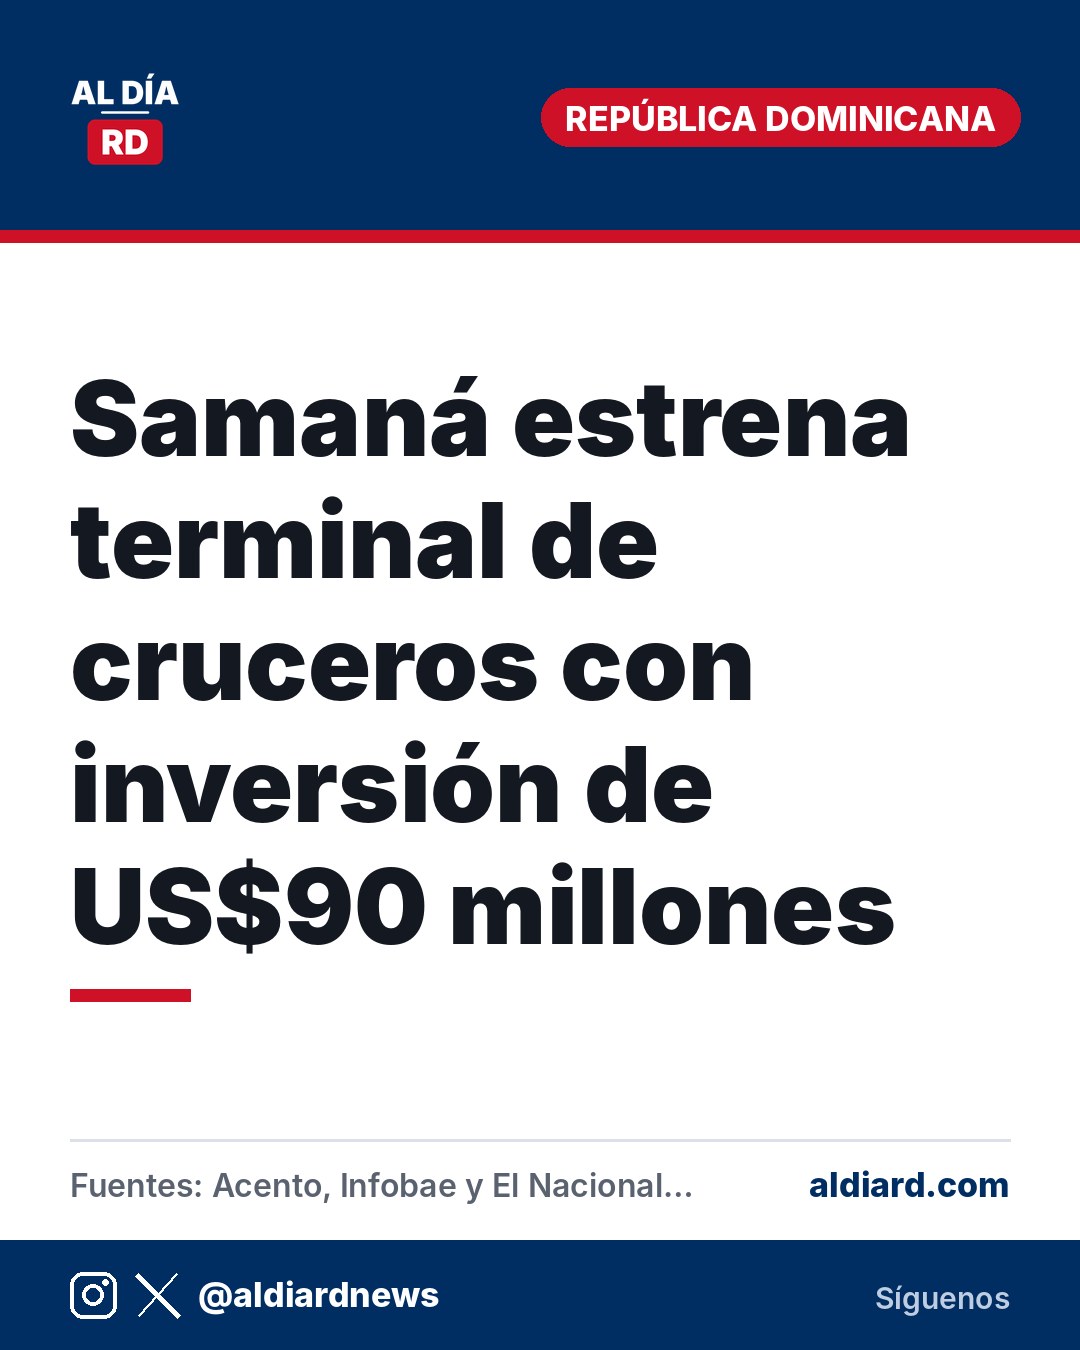 AL DÍA
RD
REPÚBLICA DOMINICANA
Samaná estrena
terminal de
cruceros con
inversión de
US$90 millones
Fuentes: Acento, Infobae y El Nacional...
aldiard.com
@aldiardnews
Síguenos